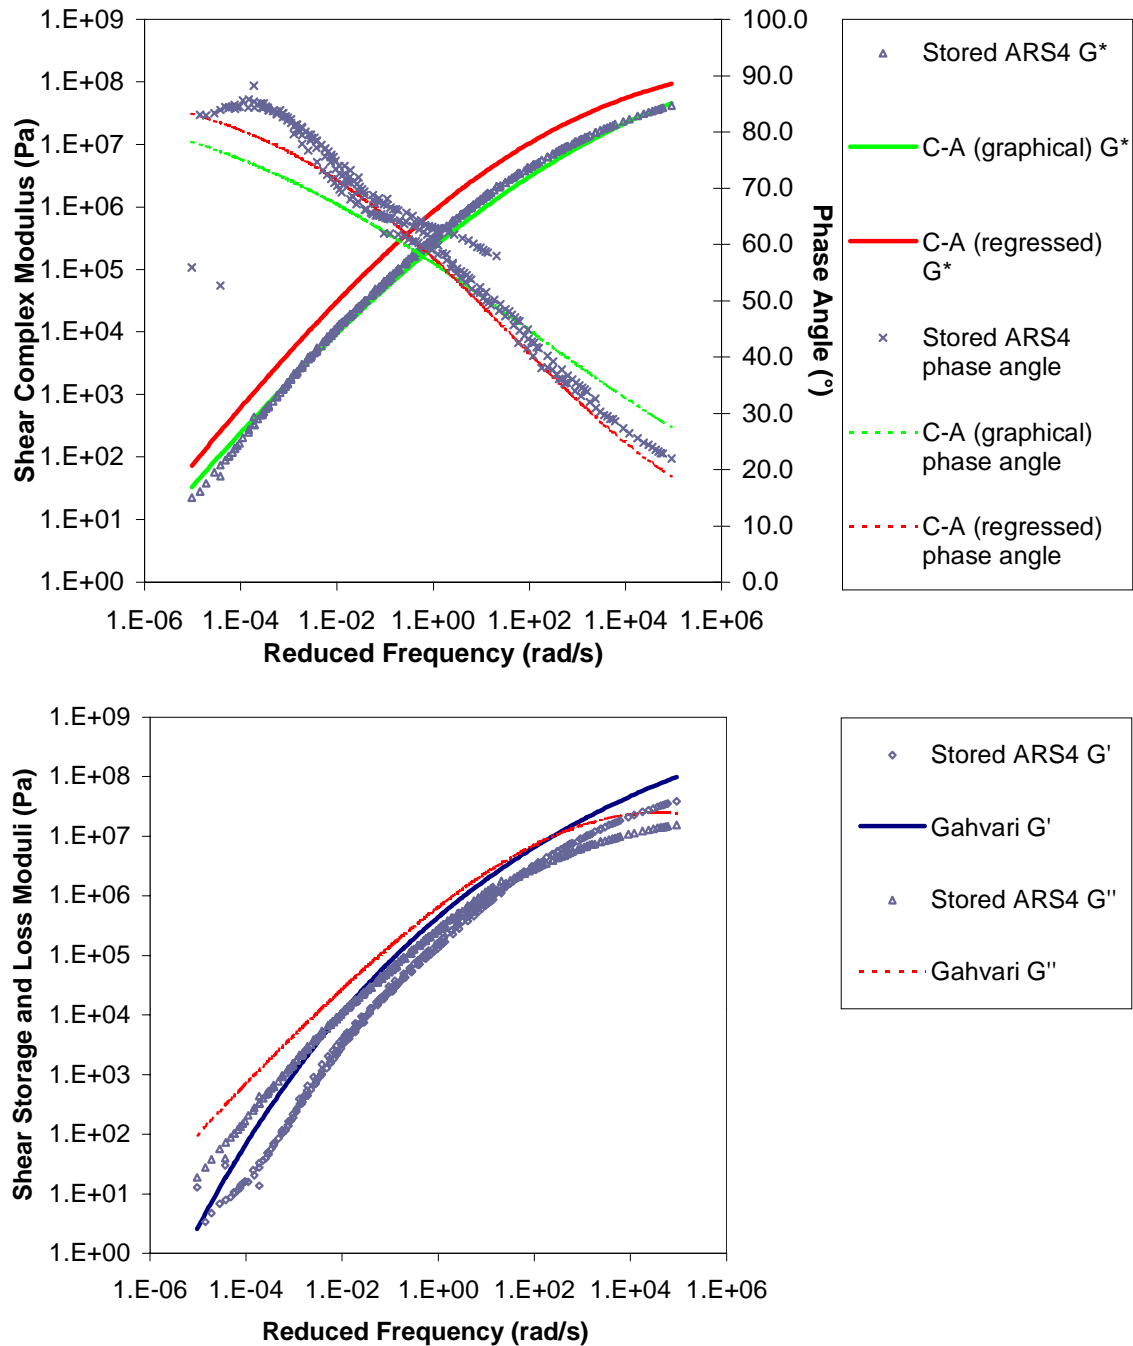 1.E+09
1.E+08
1.E+07
1.E+06
1.E+05
1.E+04
1.E+03
1.E+02
1.E+01
1.E+00
Shear Complex Modulus (Pa)
100.0
90.0
80.0
70.0
60.0
50.0
40.0
30.0
20.0
10.0
0.0
Phase Angle (°)
1.E-06 1.E-04 1.E-02 1.E+00 1.E+02 1.E+04 1.E+06
Reduced Frequency (rad/s)
Stored ARS4 G*
C-A (graphical) G*
C-A (regressed)
G*
Stored ARS4
phase angle
C-A (graphical)
phase angle
C-A (regressed)
phase angle
1.E+09
1.E+08
1.E+07
1.E+06
1.E+05
1.E+04
1.E+03
1.E+02
1.E+01
1.E+00
Shear Storage and Loss Moduli (Pa)
1.E-06 1.E-04 1.E-02 1.E+00 1.E+02 1.E+04 1.E+06
Reduced Frequency (rad/s)
Stored ARS4 G'
Gahvari G'
Stored ARS4 G''
Gahvari G''